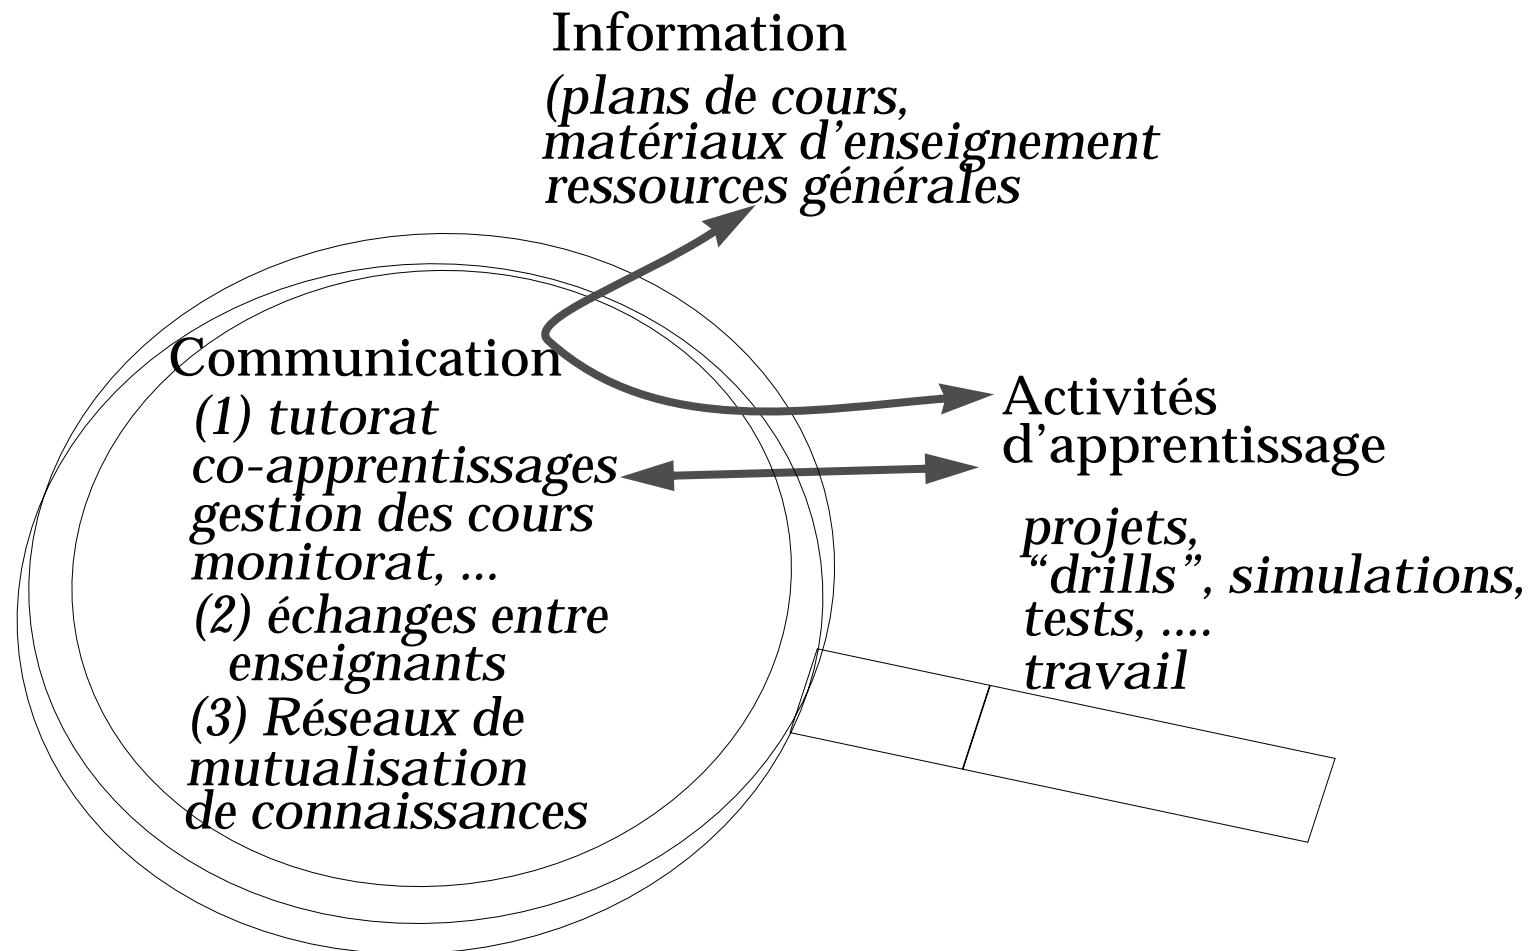 Information
(plans de cours,
matériaux d’enseignement
ressources générales
Communication
(1) tutorat
co-apprentissages
gestion des cours
monitorat, ...
(2) échanges entre
enseignants
(3) Réseaux de
mutualisation
de connaissances
Activités
d’apprentissage
projets,
“drills”, simulations,
tests, ....
travail